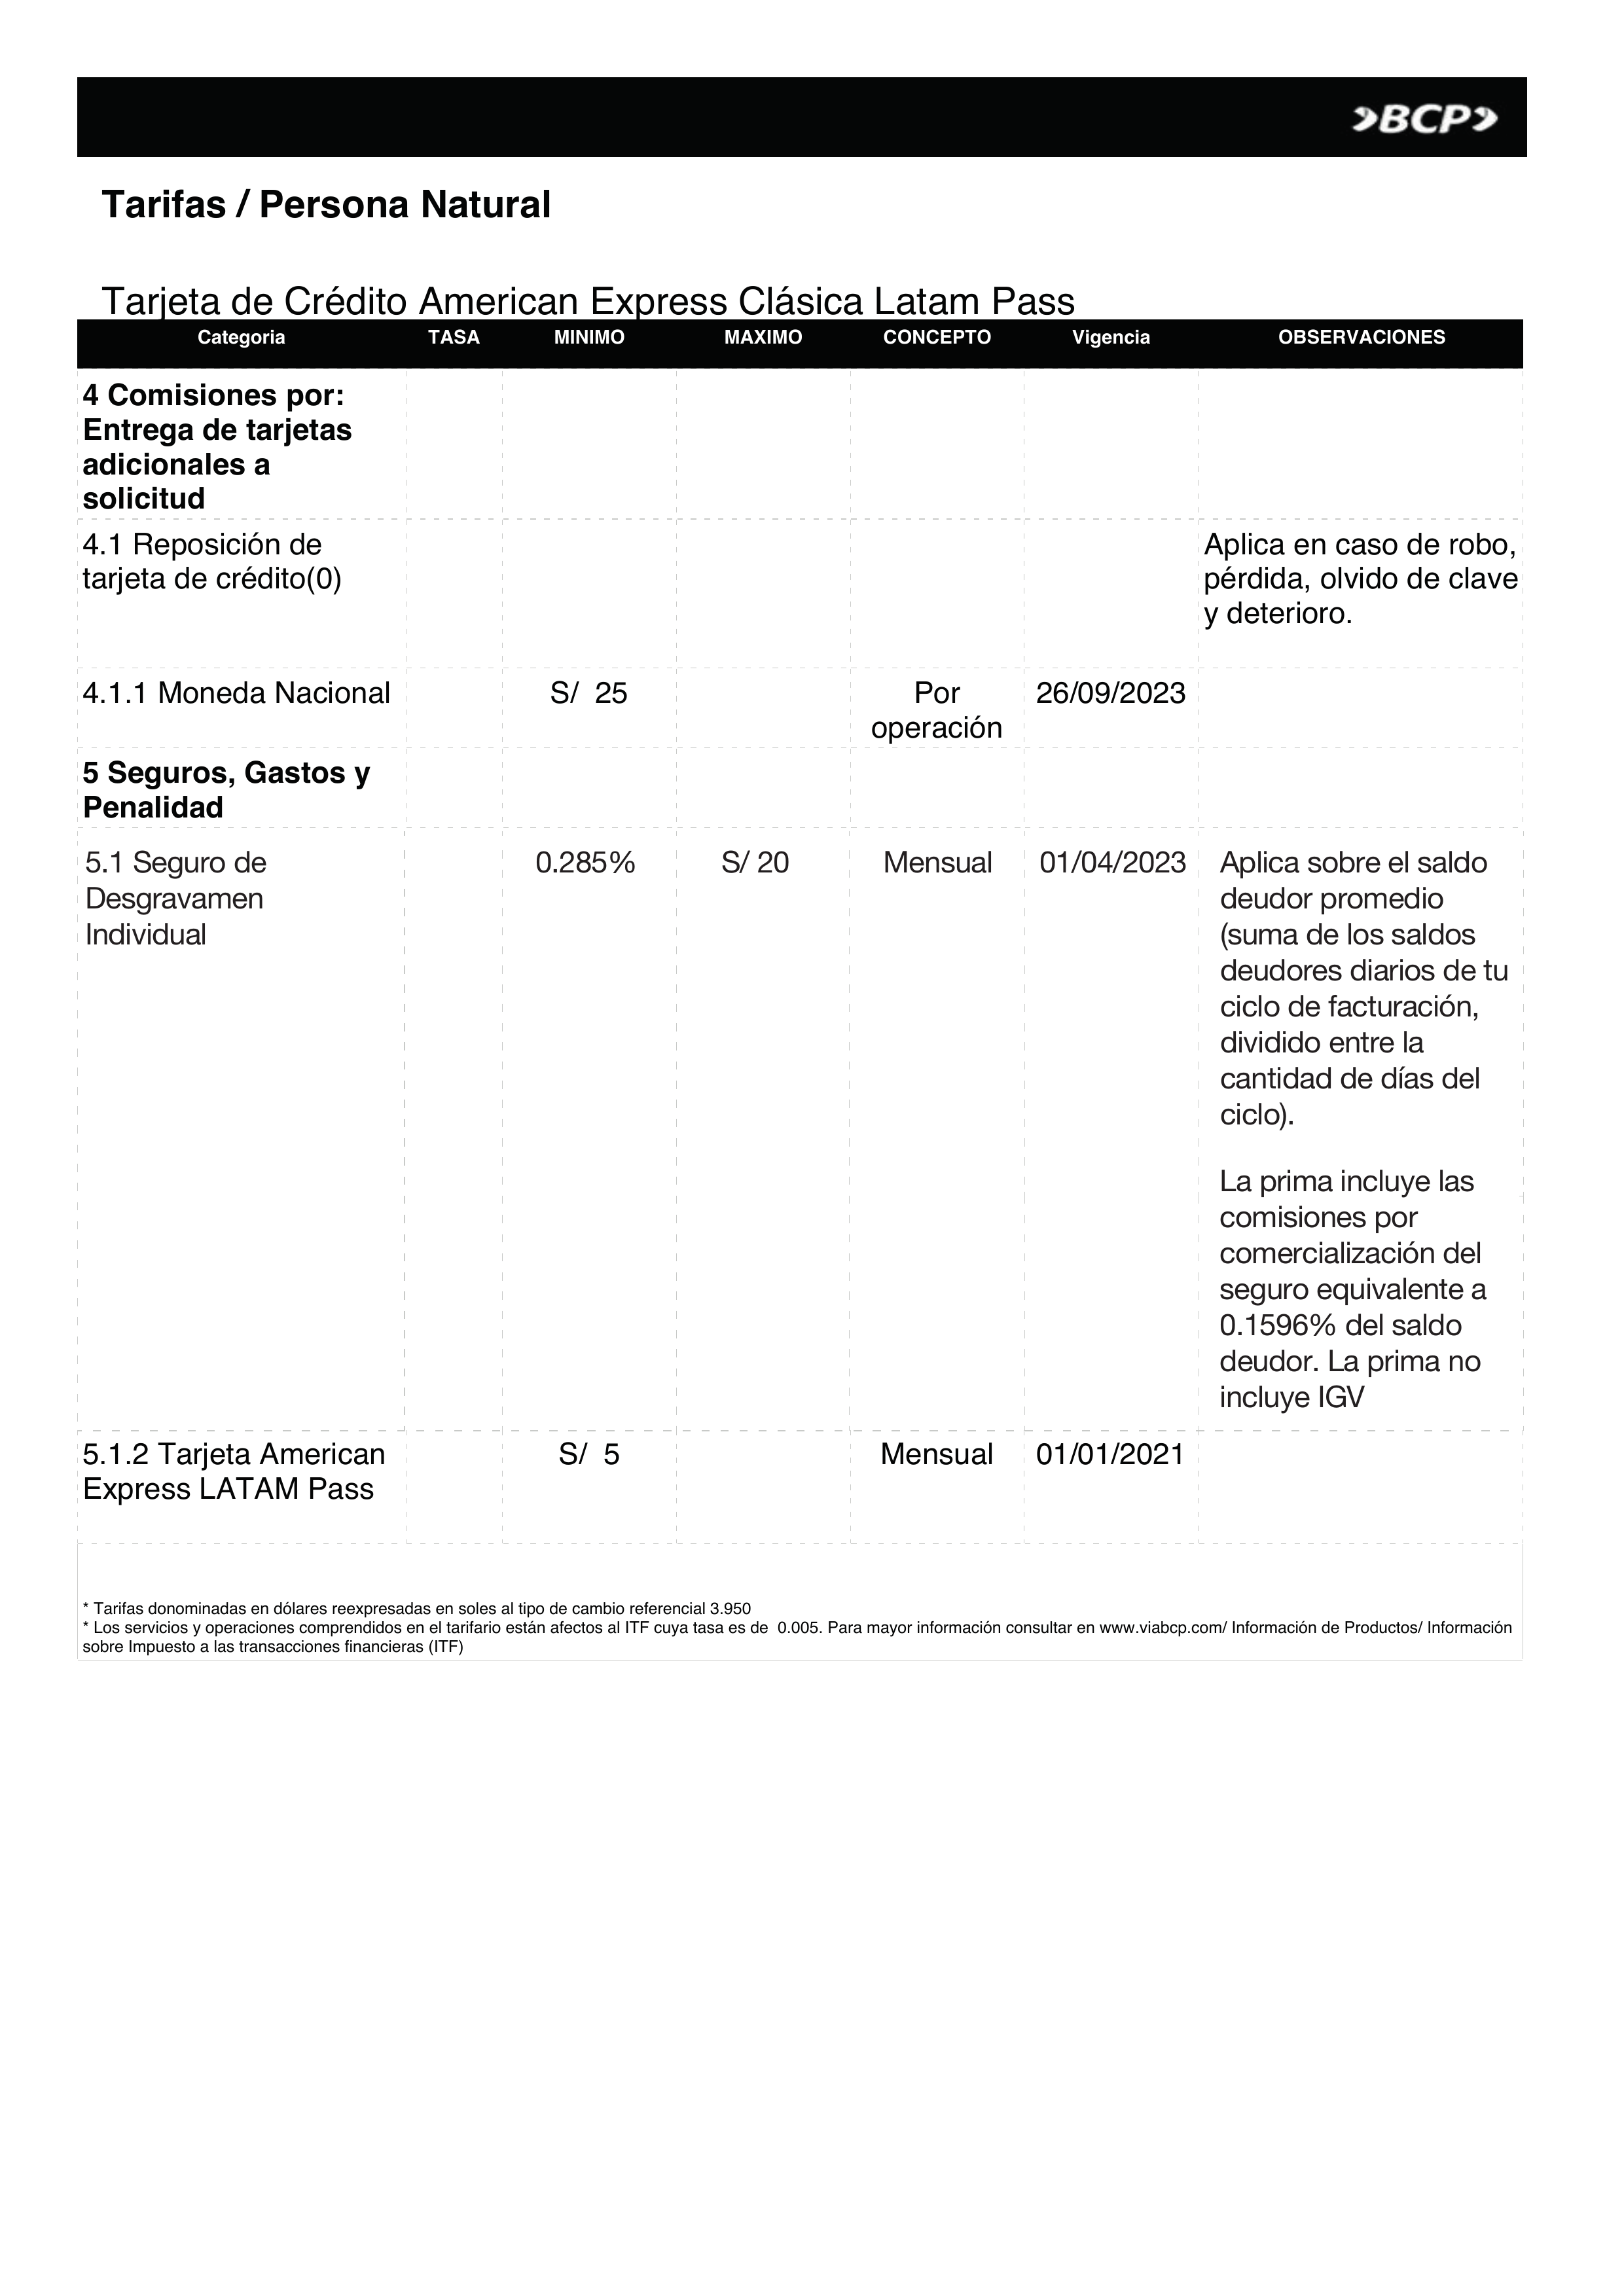 BCP
Tarifas / Persona Natural
Tarjeta de Crédito American Express Clásica Latam Pass
Categoria TASA MINIMO MAXIMO CONCEPTO Vigencia OBSERVACIONES
4 Comisiones por:
Entrega de tarjetas
adicionales a
solicitud
4.1 Reposición de
tarjeta de crédito(0)
Aplica en caso de robo,
pérdida, olvido de clave
y deterioro.
4.1.1 Moneda Nacional S/ 25 Por
operación
26/09/2023
5 Seguros, Gastos y
Penalidad
5.1 Seguro de
Desgravamen
Individual
0.285% S/ 20 Mensual 01/04/2023
Aplica sobre el saldo
deudor promedio
(suma de los saldos
deudores diarios de tu
ciclo de facturación,
dividido entre la
cantidad de días del
ciclo).
La prima incluye las
comisiones por
comercialización del
seguro equivalente a
0.1596% del saldo
deudor. La prima no
incluye IGV
5.1.2 Tarjeta American
Express LATAM Pass
S/ 5 Mensual 01/01/2021
* Tarifas donominadas en dólares reexpresadas en soles al tipo de cambio referencial 3.950
* Los servicios y operaciones comprendidos en el tarifario están afectos al ITF cuya tasa es de 0.005. Para mayor información consultar en www.viabcp.com/ Información de Productos/ Información
sobre Impuesto a las transacciones financieras (ITF)